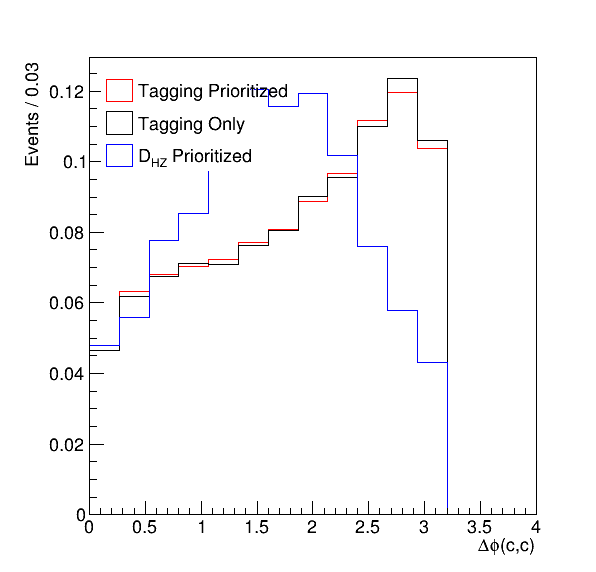 Events / 0.03
0.12
0.1
0.08
0.06
0.04
0.02
0
Tagging Prioritized
Tagging Only
D_HZ Prioritized
0 0.5 1 1.5 2 2.5 3 3.5 4
Δϕ(c,c)